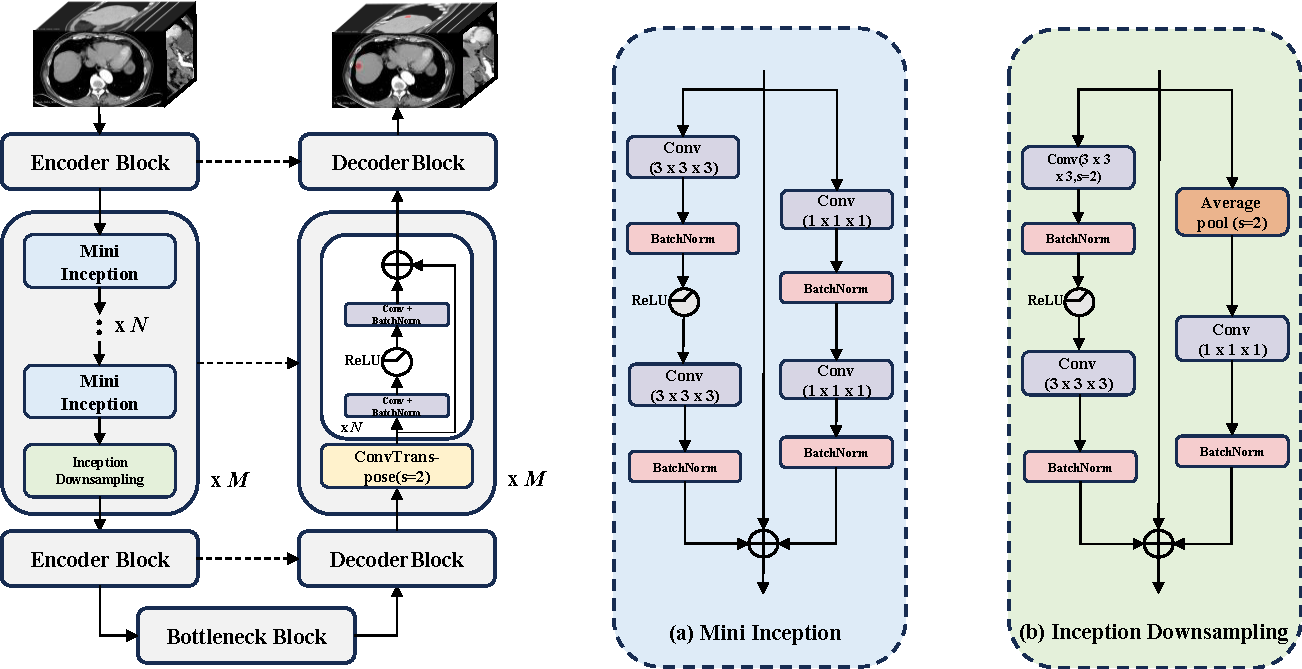 Encoder Block
Mini
Inception
x N
Mini
Inception
Inception
Downsampling
x M
Encoder Block
Bottleneck Block
Decoder Block
Conv +
BatchNorm
ReLU
Conv +
BatchNorm
x N
ConvTrans-
pose(s=2)
x M
Decoder Block
Conv
(3 x 3 x 3)
BatchNorm
ReLU
Conv
(3 x 3 x 3)
BatchNorm
Conv
(1 x 1 x 1)
BatchNorm
Conv
(1 x 1 x 1)
BatchNorm
(a) Mini Inception
Conv(3 x 3
x 3,s=2)
BatchNorm
ReLU
Conv
(3 x 3 x 3)
BatchNorm
Average
pool (s=2)
Conv
(1 x 1 x 1)
BatchNorm
(b) Inception Downsampling